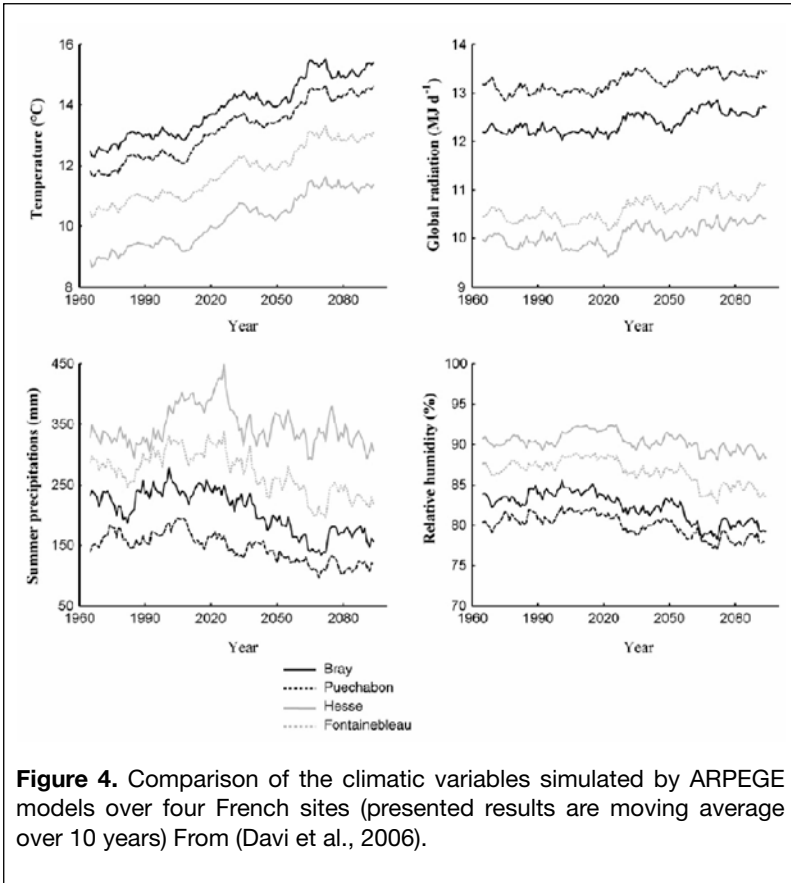 Temperature (°C)
16
14
12
10
8
1960
1990
2020
2050
2080
Year
Global radiation (MJ d⁻¹)
14
13
12
11
10
9
1960
1990
2020
2050
2080
Year
Summer precipitations (mm)
450
350
250
150
50
1960
1990
2020
2050
2080
Year
Relative humidity (%)
100
95
90
85
80
75
70
1960
1990
2020
2050
2080
Year
Bray
Puechabon
Hesse
Fontainebleau
Figure 4. Comparison of the climatic variables simulated by ARPEGE
models over four French sites (presented results are moving average
over 10 years) From (Davi et al., 2006).